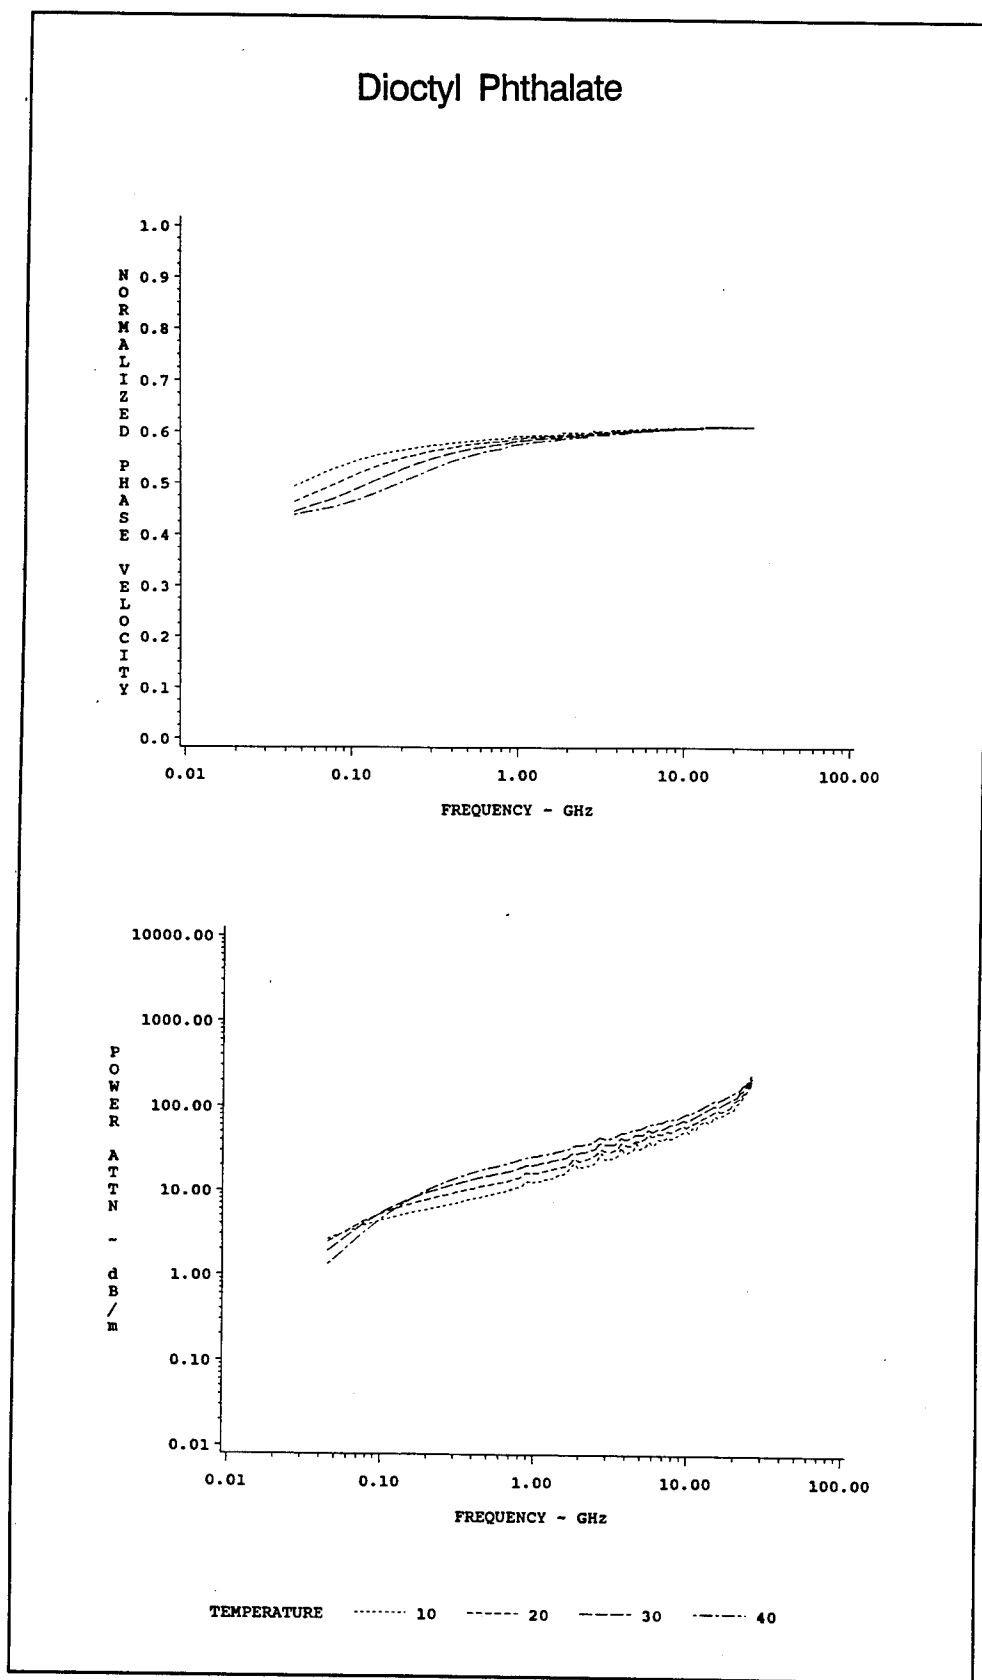 Dioctyl Phthalate
NORMALIZED PHASE VELOCITY
1.0
0.9
0.8
0.7
0.6
0.5
0.4
0.3
0.2
0.1
0.0
0.01 0.10 1.00 10.00 100.00
FREQUENCY ~ GHz
POWER ATTN ~ dB/m
10000.00
1000.00
100.00
10.00
1.00
0.10
0.01
0.01 0.10 1.00 10.00 100.00
FREQUENCY ~ GHz
TEMPERATURE 10 20 30 40